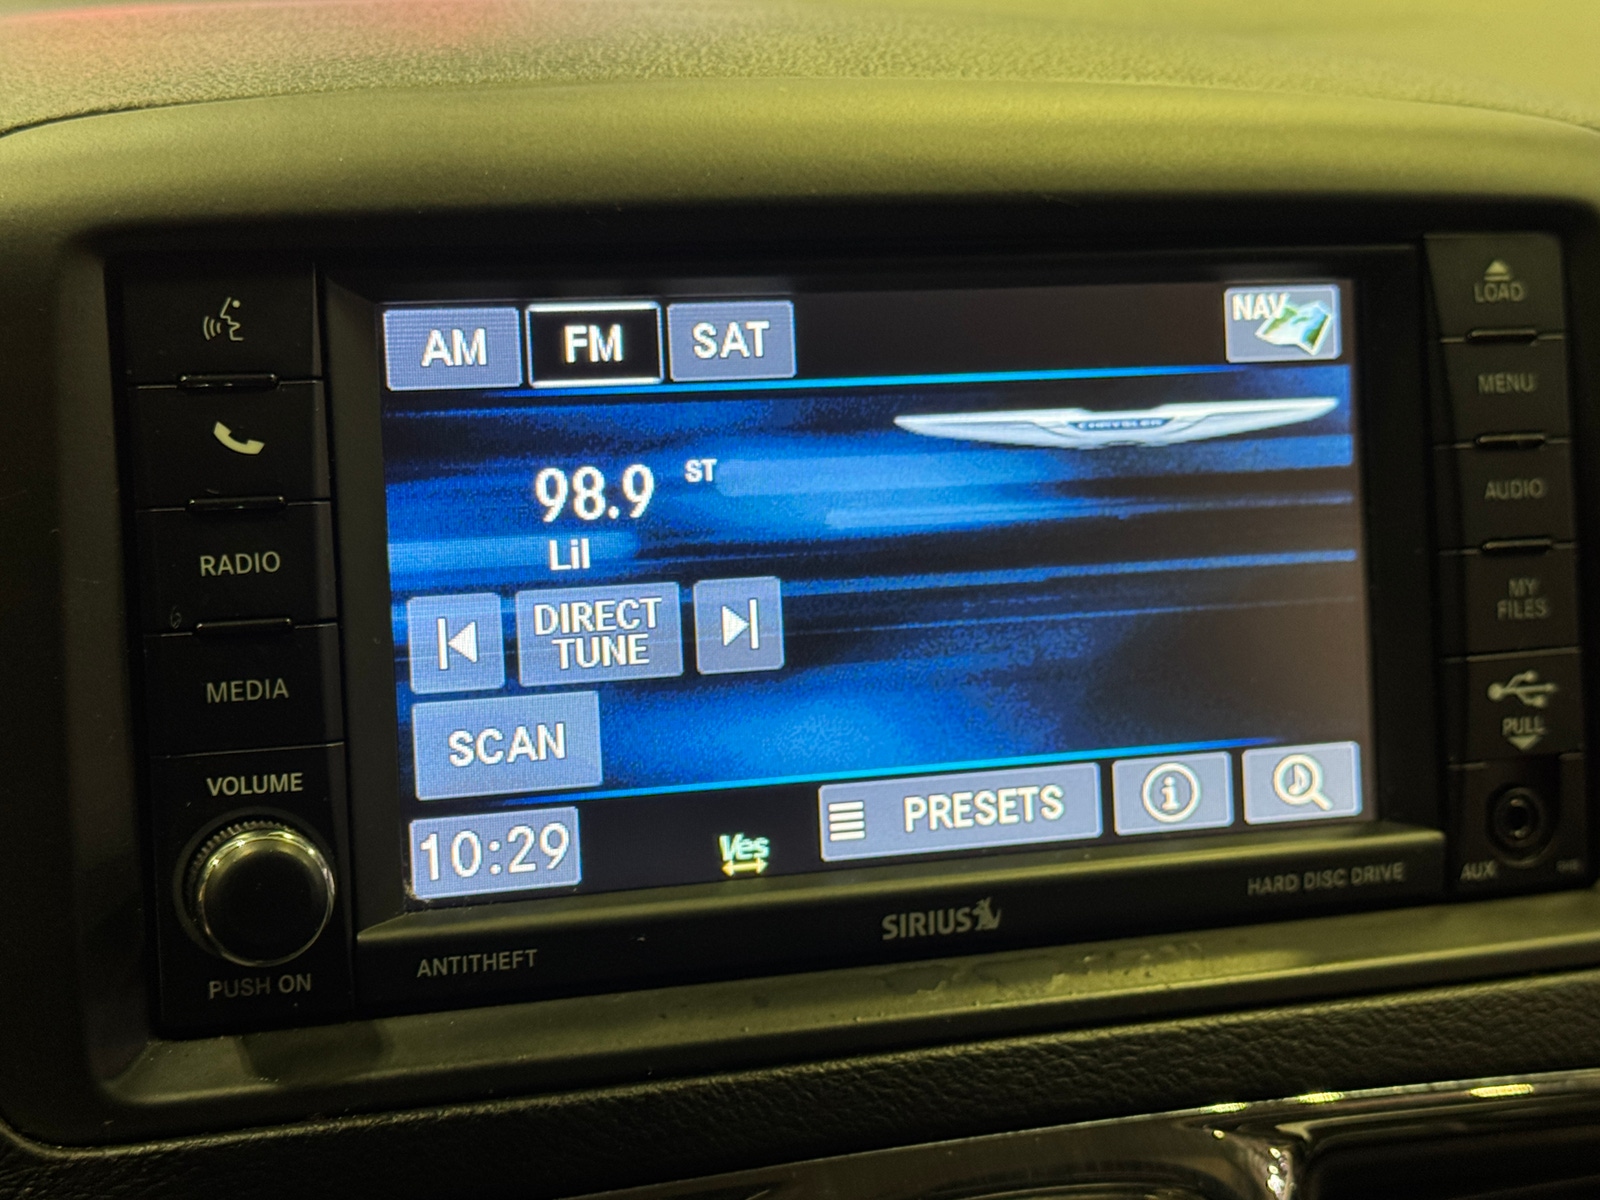 AM
FM
SAT
NAV
CHRYSLER
98.9
ST
Lil
DIRECT
TUNE
SCAN
10:29
Ves
PRESETS
RADIO
MEDIA
VOLUME
PUSH ON
LOAD
MENU
AUDIO
MY
FILES
PULL
AUX
ANTITHEFT
SIRIUS
HARD DISC DRIVE